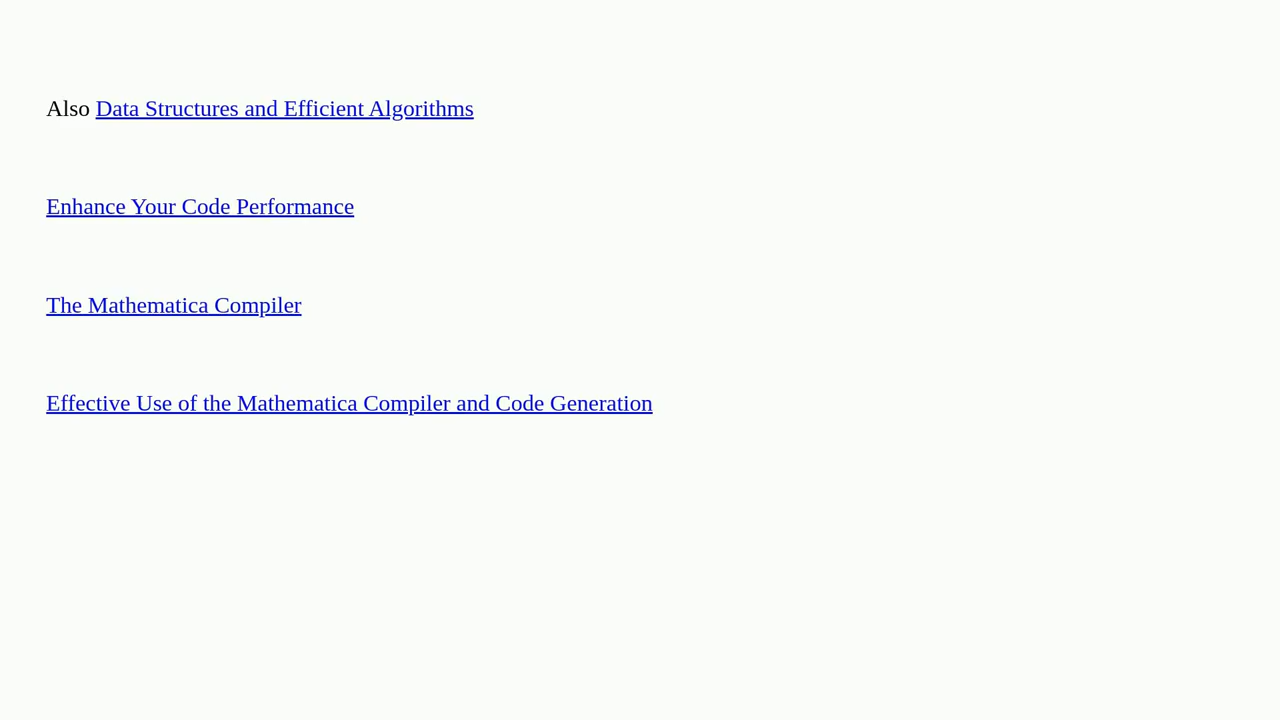 Also Data Structures and Efficient Algorithms
Enhance Your Code Performance
The Mathematica Compiler
Effective Use of the Mathematica Compiler and Code Generation